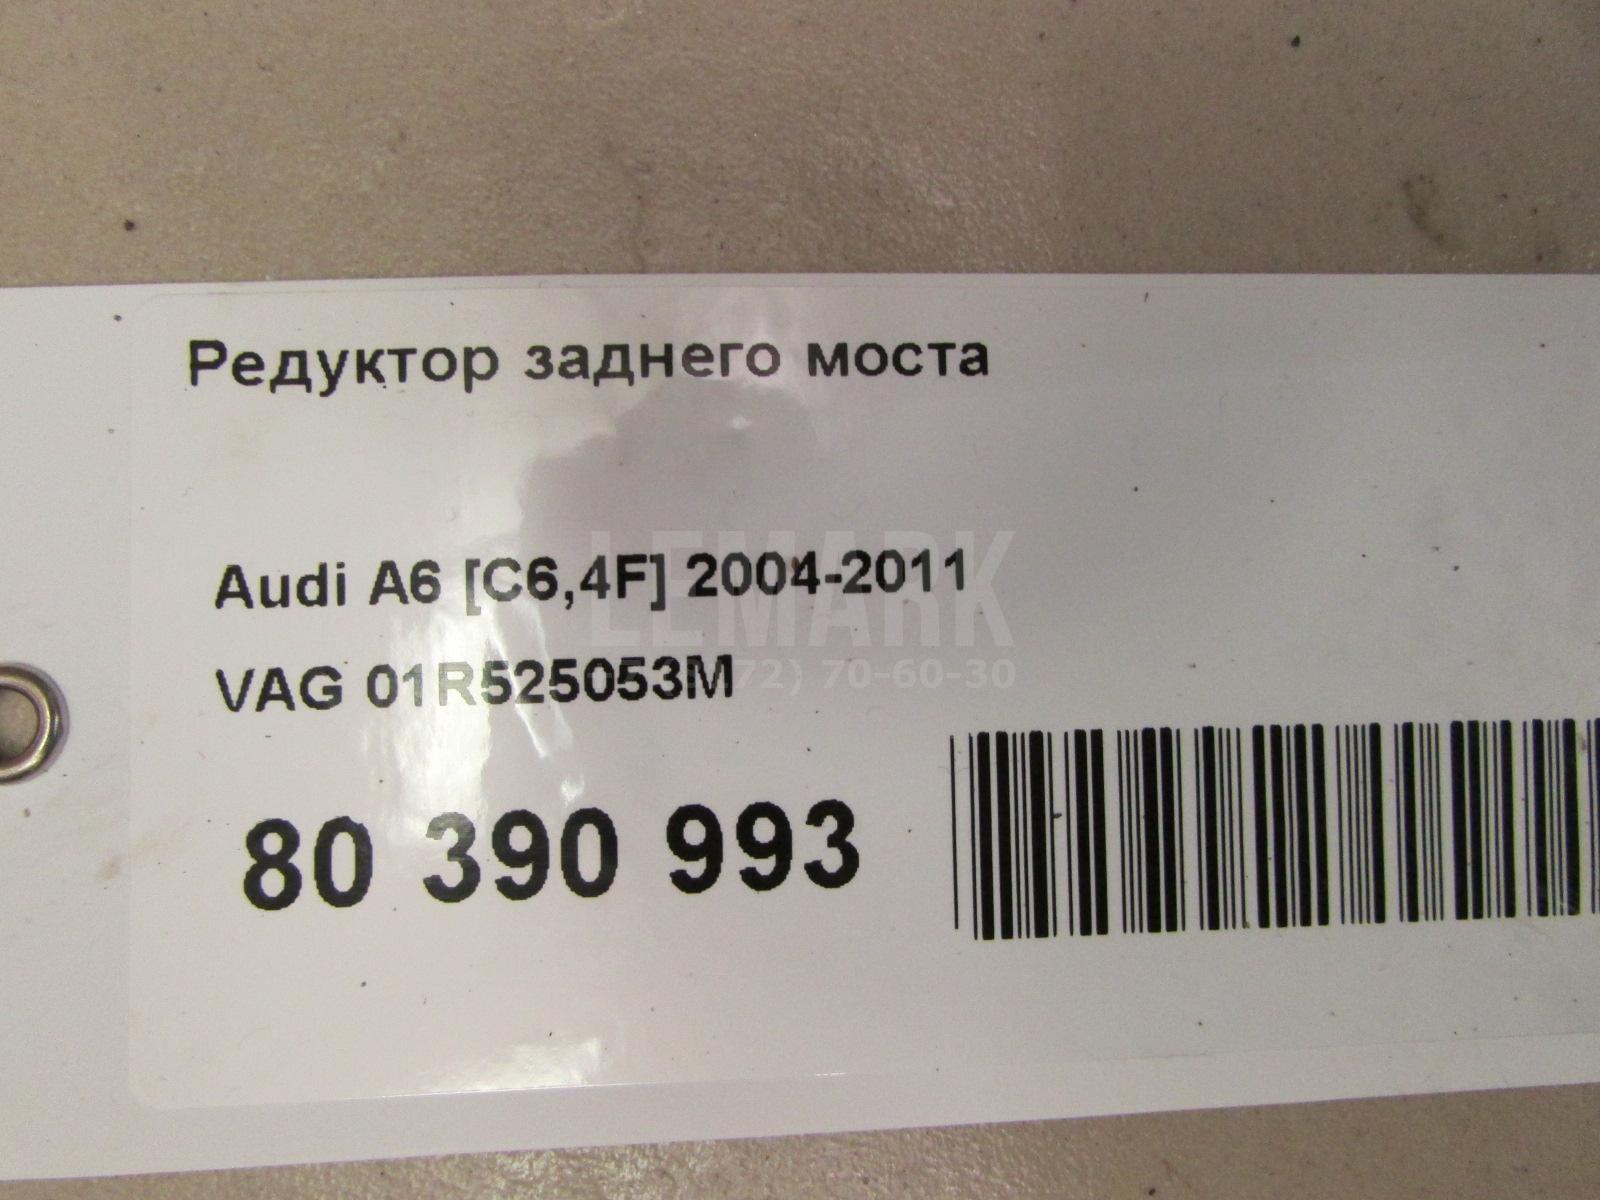 Редуктор заднего моста
Audi A6 [C6,4F] 2004-2011
LEMARK
VAG 01R525053M
72) 70-60-30
80 390 993